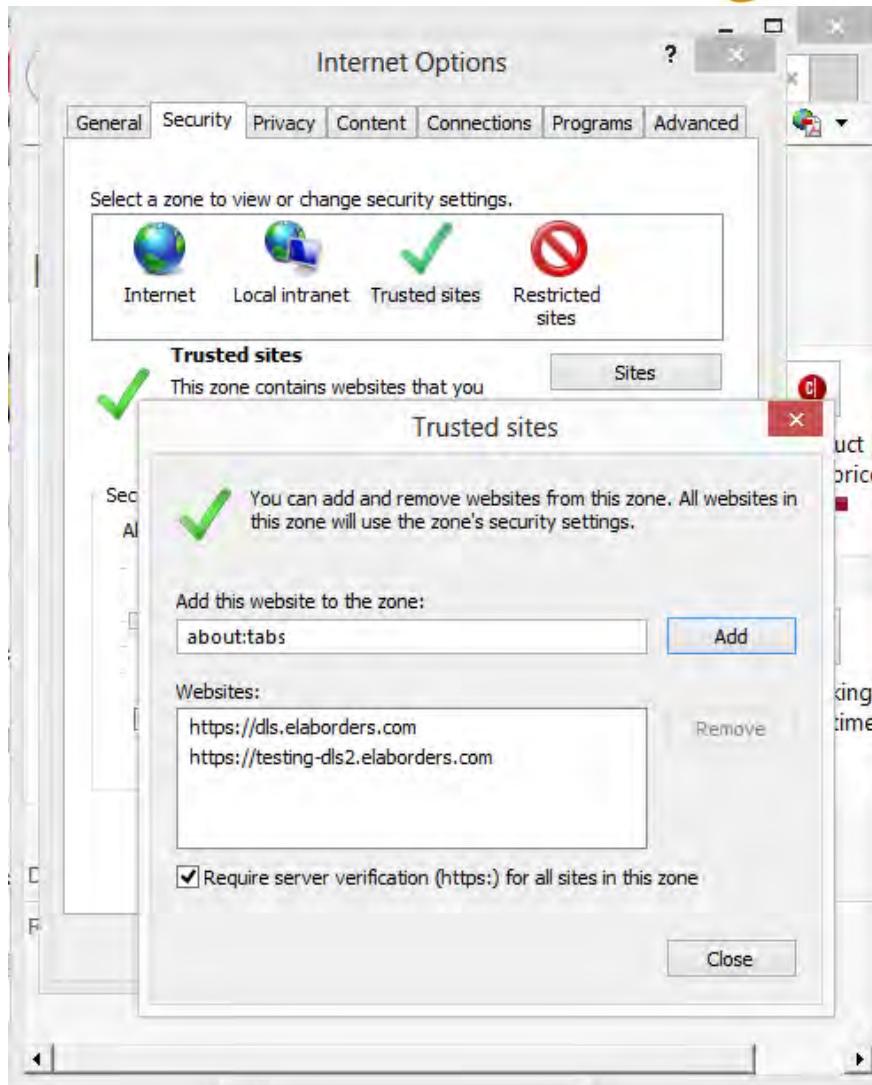 Internet Options
?
General Security Privacy Content Connections Programs Advanced
Select a zone to view or change security settings.
Internet Local intranet Trusted sites Restricted
sites
Trusted sites
This zone contains websites that you
Sites
Trusted sites
You can add and remove websites from this zone. All websites in
this zone will use the zone's security settings.
Add this website to the zone:
about:tabs
Add
Websites:
https://dls.elaborders.com
https://testing-dls2.elaborders.com
Remove
Require server verification (https:) for all sites in this zone
Close